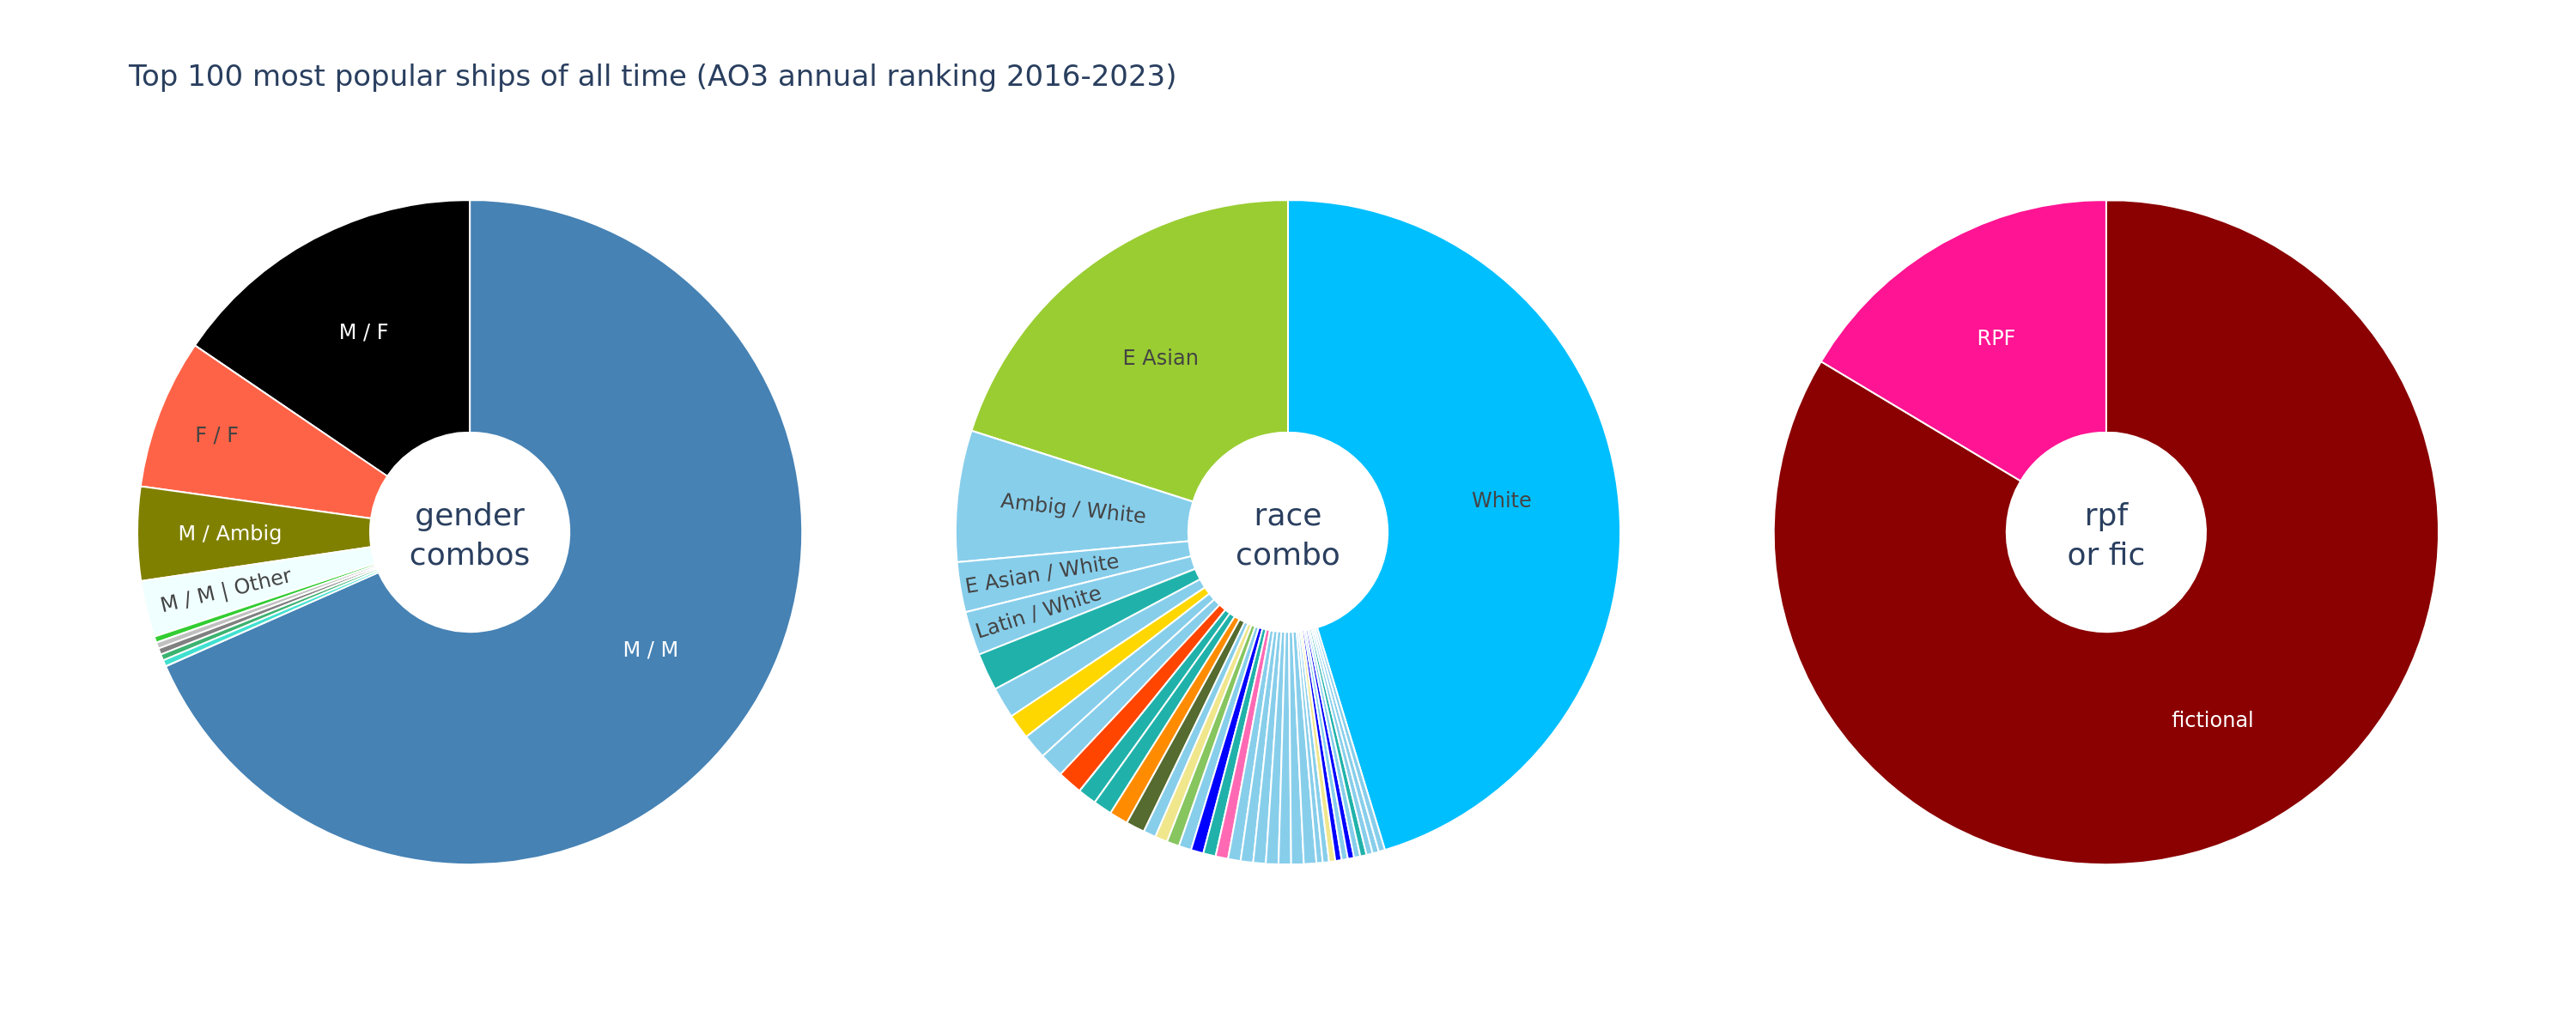 Top 100 most popular ships of all time (AO3 annual ranking 2016-2023)
M / F
F / F
M / Ambig
M / M | Other
M / M
gender
combos
E Asian
Ambig / White
E Asian / White
Latin / White
White
race
combo
RPF
rpf
or fic
fictional